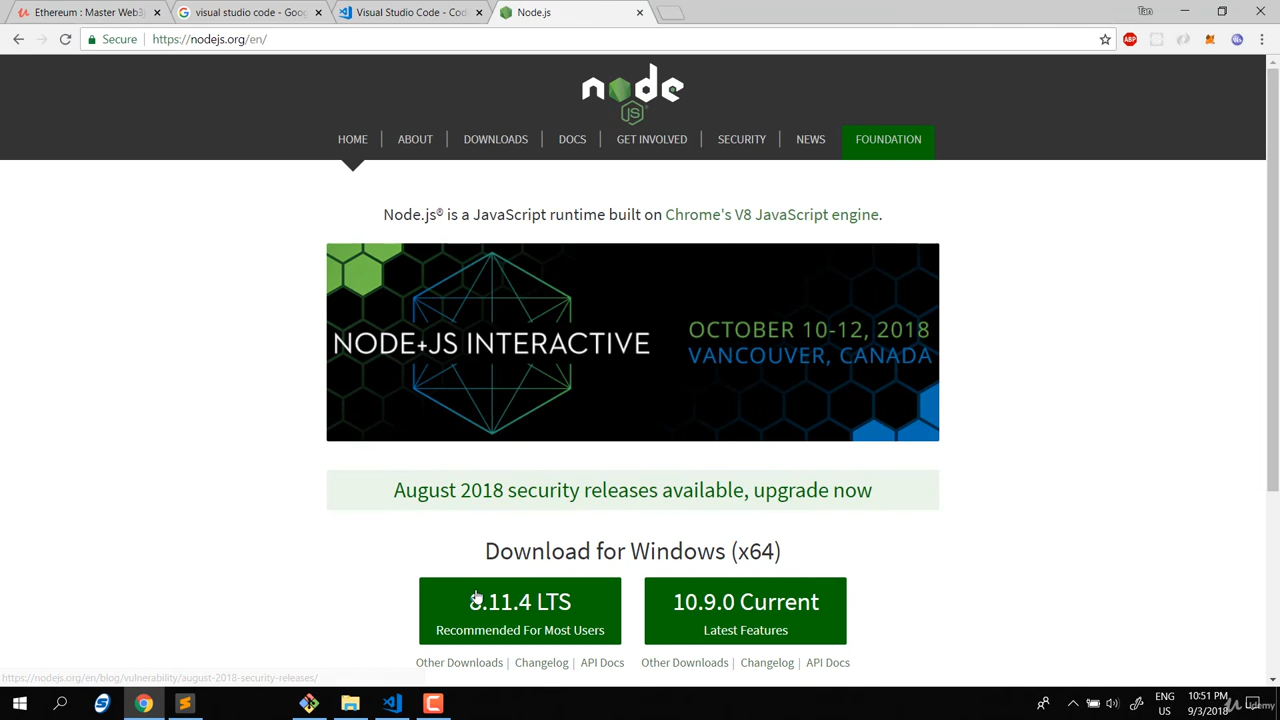 Ethereum : Master Web3
visual studio code - Goo
Visual Studio Code - Cod
Node.js
Tara
Secure
https://nodejs.org/en/
ABP
node
JS
HOME
ABOUT
DOWNLOADS
DOCS
GET INVOLVED
SECURITY
NEWS
FOUNDATION
Node.js® is a JavaScript runtime built on Chrome's V8 JavaScript engine.
NODE+JS INTERACTIVE
OCTOBER 10-12, 2018
VANCOUVER, CANADA
August 2018 security releases available, upgrade now
Download for Windows (x64)
8.11.4 LTS
Recommended For Most Users
10.9.0 Current
Latest Features
Other Downloads | Changelog | API Docs
Other Downloads | Changelog | API Docs
https://nodejs.org/en/blog/vulnerability/august-2018-security-releases/
ENG
US
10:51 PM
9/3/2018
Udemy